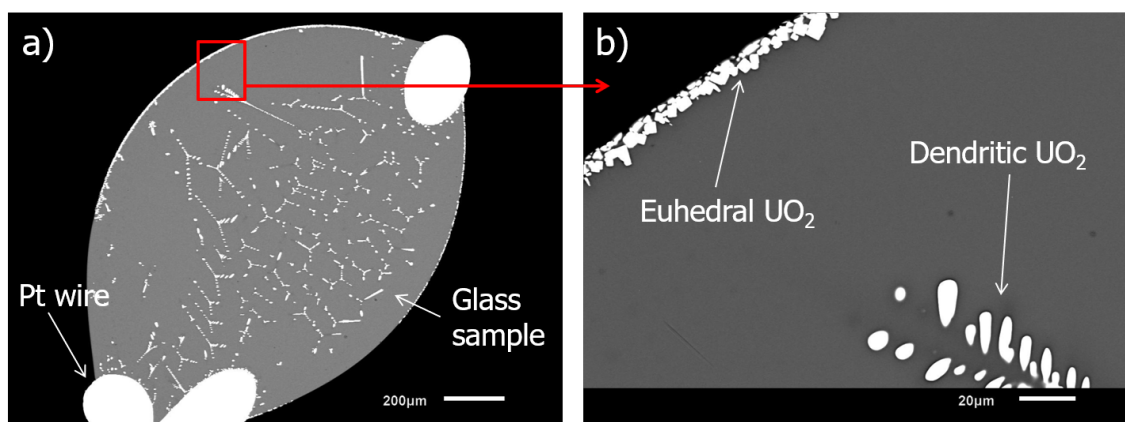 a)
Pt wire
Glass
sample
200μm
b)
Euhedral UO₂
Dendritic UO₂
20μm